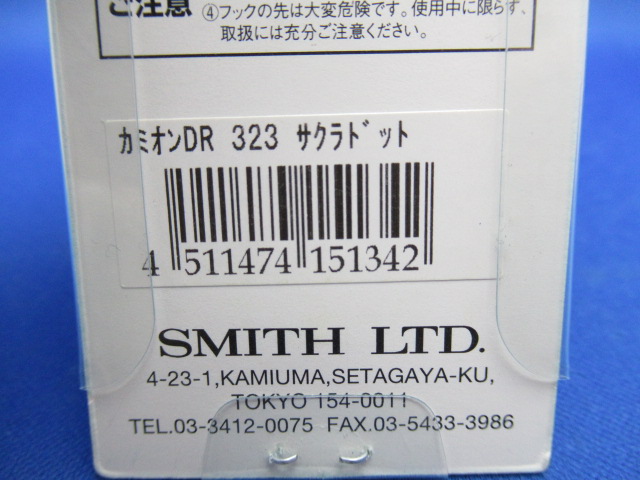 ご注意
④フックの先は大変危険です。使用中に限らず、
取扱には充分ご注意ください。
カミオンDR 323 サクラドット
4 511474 151342
SMITH LTD.
4-23-1,KAMIUMA,SETAGAYA-KU,
TOKYO 154-0011
TEL.03-3412-0075 FAX.03-5433-3986